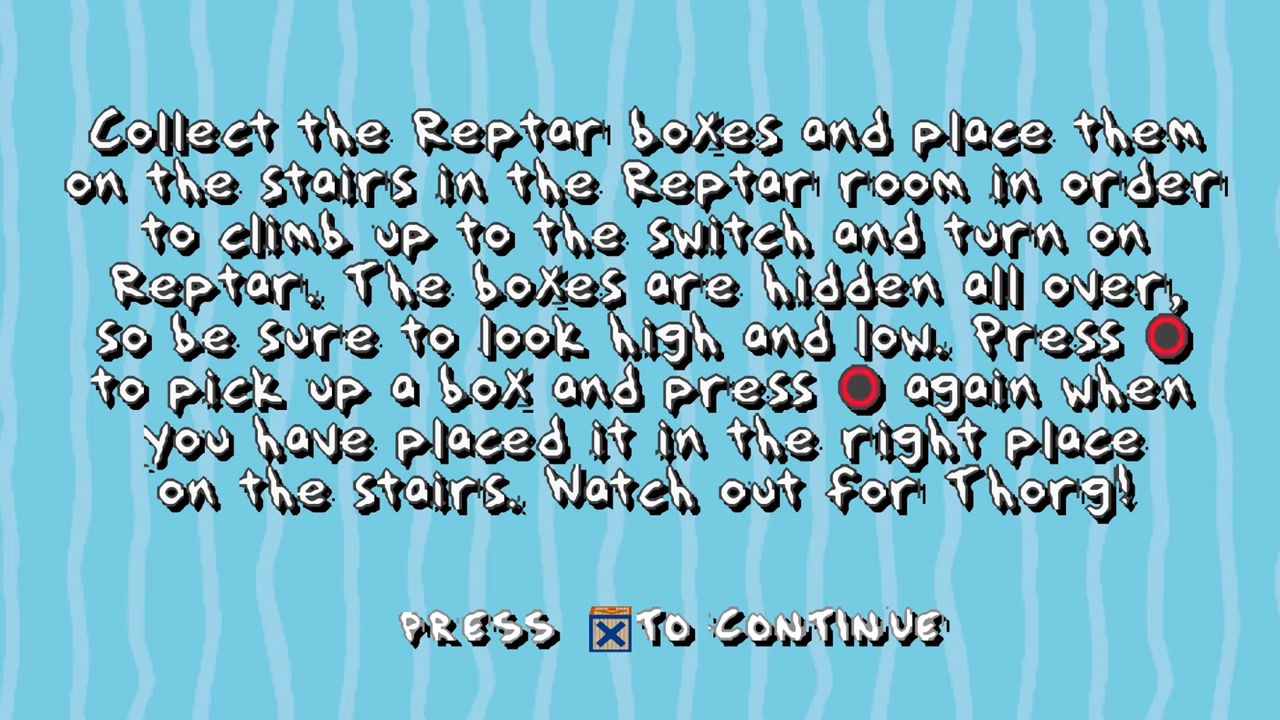 Collect the Reptar boxes and place them
on the stairs in the Reptar room in order
to climb up to the switch and turn on
Reptar. The boxes are hidden all over,
so be sure to look high and low. Press
to pick up a box and press again when
you have placed it in the right place
on the stairs. Watch out for Thorg!
PRESS X TO CONTINUE